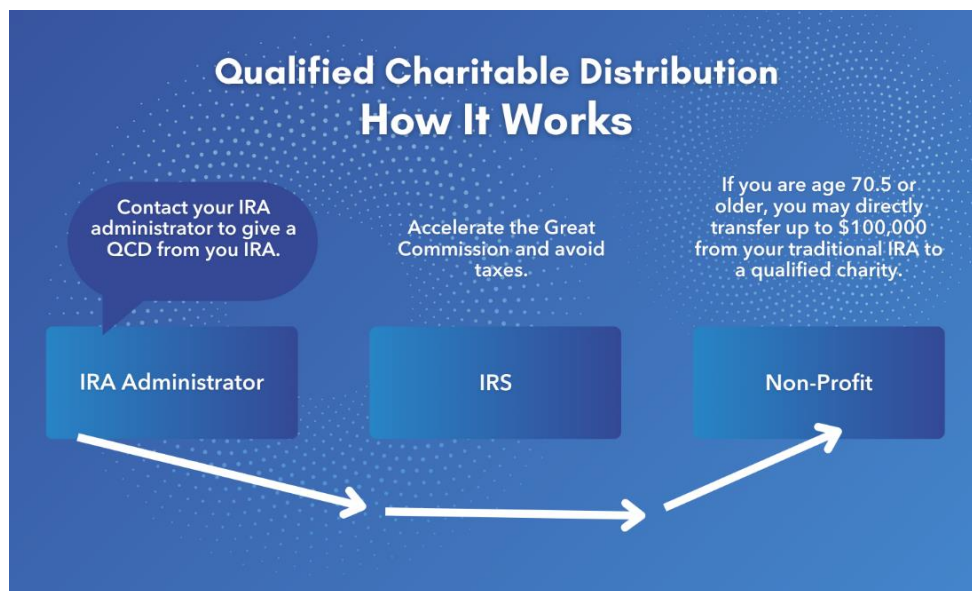 Qualified Charitable Distribution
How It Works
Contact your IRA
administrator to give a
QCD from you IRA.
Accelerate the Great
Commission and avoid
taxes.
If you are age 70.5 or
older, you may directly
transfer up to $100,000
from your traditional IRA to
a qualified charity.
IRA Administrator
IRS
Non-Profit